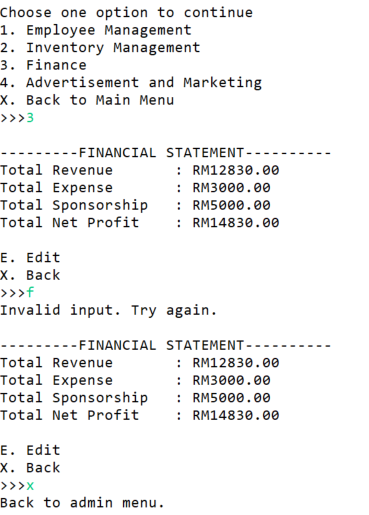 Choose one option to continue
1. Employee Management
2. Inventory Management
3. Finance
4. Advertisement and Marketing
X. Back to Main Menu
>>>3
---------FINANCIAL STATEMENT----------
Total Revenue       : RM12830.00
Total Expense       : RM3000.00
Total Sponsorship   : RM5000.00
Total Net Profit    : RM14830.00
E. Edit
X. Back
>>>f
Invalid input. Try again.
---------FINANCIAL STATEMENT----------
Total Revenue       : RM12830.00
Total Expense       : RM3000.00
Total Sponsorship   : RM5000.00
Total Net Profit    : RM14830.00
E. Edit
X. Back
>>>x
Back to admin menu.